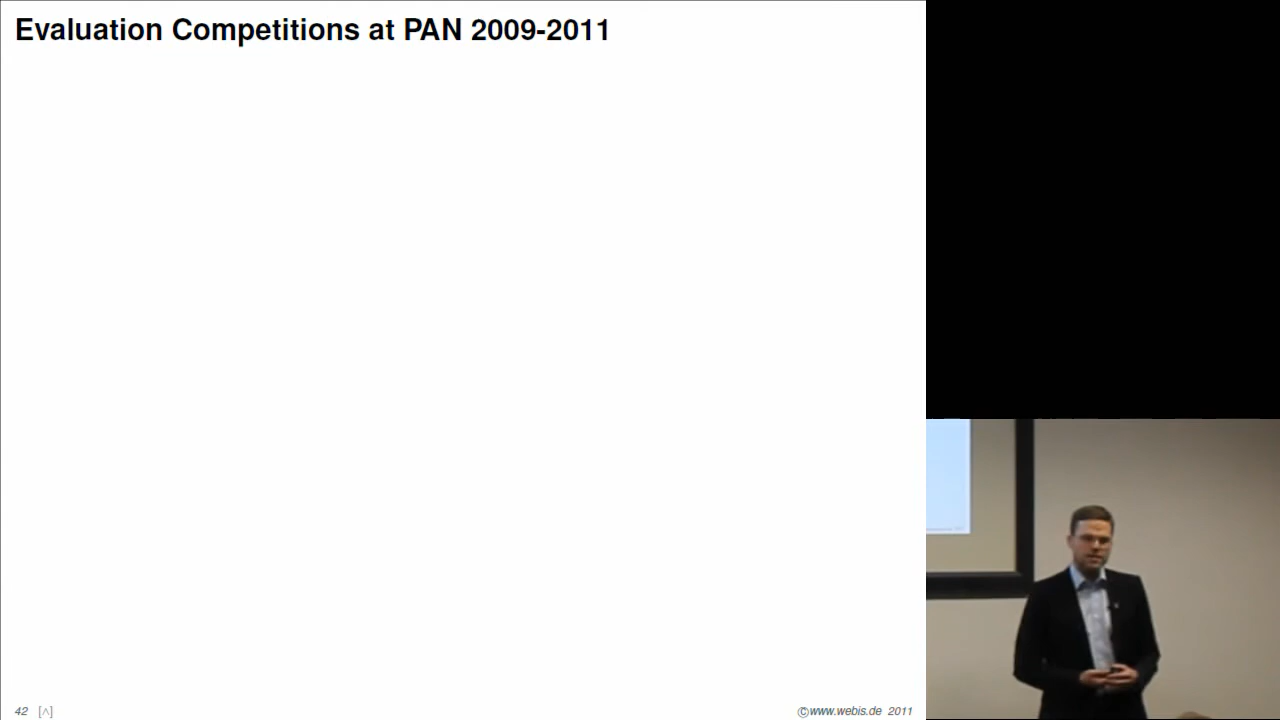 Evaluation Competitions at PAN 2009-2011
42 [∧]
©www.webis.de 2011